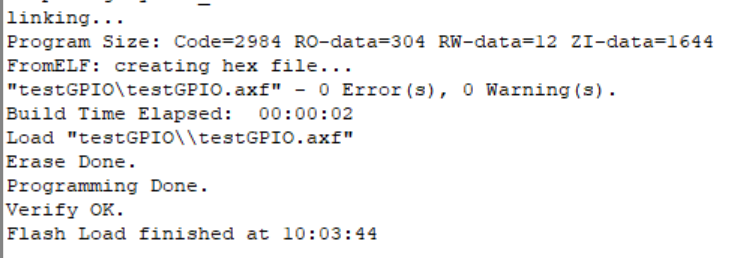 linking...
Program Size: Code=2984 RO-data=304 RW-data=12 ZI-data=1644
FromELF: creating hex file...
"testGPIO\testGPIO.axf" - 0 Error(s), 0 Warning(s).
Build Time Elapsed:  00:00:02
Load "testGPIO\\testGPIO.axf"
Erase Done.
Programming Done.
Verify OK.
Flash Load finished at 10:03:44